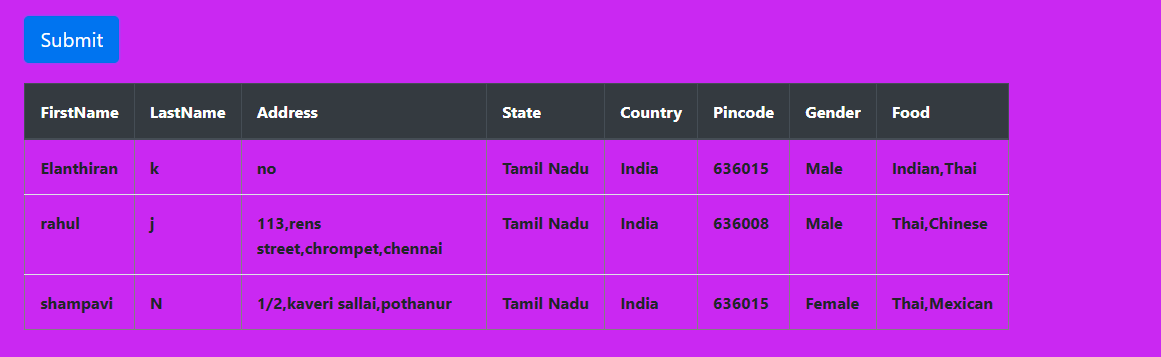 Submit
FirstName LastName Address State Country Pincode Gender Food
Elanthiran k no Tamil Nadu India 636015 Male Indian,Thai
rahul j 113,rens Tamil Nadu India 636008 Male Thai,Chinese
street,chrompet,chennai
shampavi N 1/2,kaveri sallai,pothanur Tamil Nadu India 636015 Female Thai,Mexican